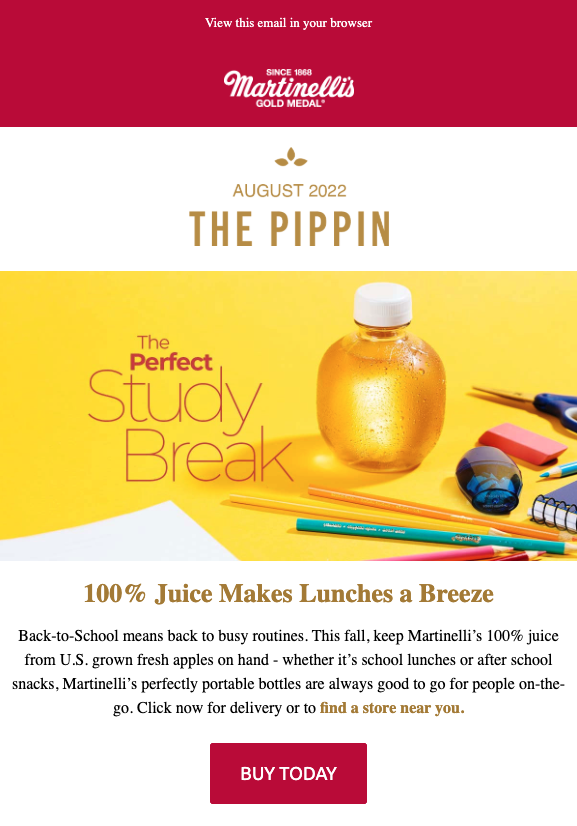 View this email in your browser
SINCE 1868
Martinelli's
GOLD MEDAL®
AUGUST 2022
THE PIPPIN
The
Perfect
Study
Break
100% Juice Makes Lunches a Breeze
Back-to-School means back to busy routines. This fall, keep Martinelli’s 100% juice
from U.S. grown fresh apples on hand - whether it’s school lunches or after school
snacks, Martinelli’s perfectly portable bottles are always good to go for people on-the-
go. Click now for delivery or to find a store near you.
BUY TODAY